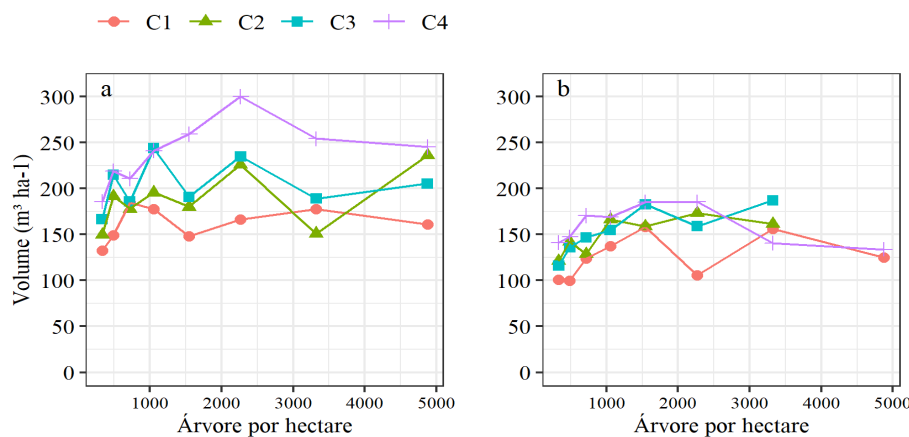 C1 C2 C3 C4
a b
300 300
250 250
200 200
150 150
100 100
50 50
0 0
Volume (m³ ha-1)
1000 2000 3000 4000 5000 1000 2000 3000 4000 5000
Árvore por hectare Árvore por hectare